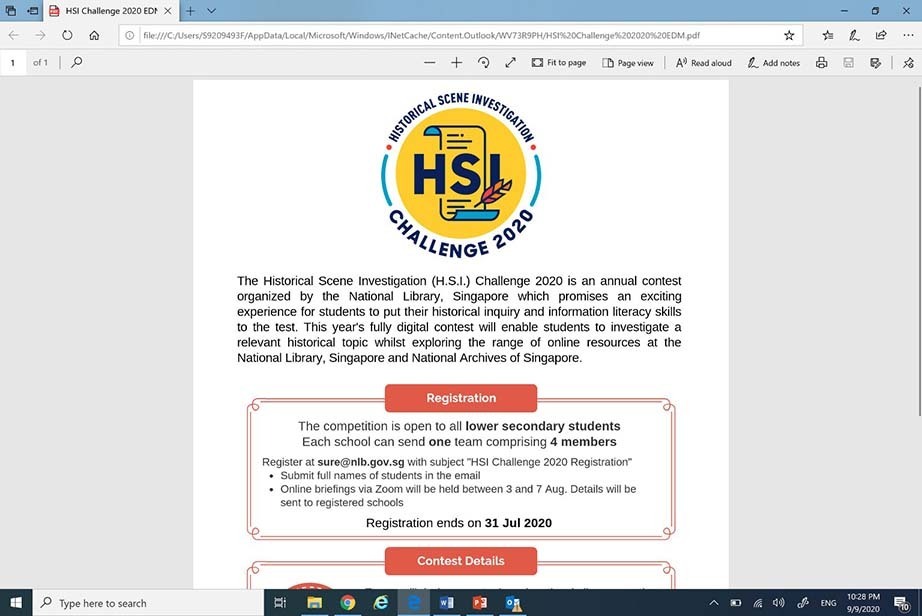 HSI Challenge 2020 EDM
file:///C:/Users/S9209493F/AppData/Local/Microsoft/Windows/INetCache/Content.Outlook/WV73R9PH/HSI%20Challenge%202020%20EDM.pdf
1 of 1
Fit to page
Page view
Read aloud
Add notes
HISTORICAL SCENE INVESTIGATION
HSI
CHALLENGE 2020
The Historical Scene Investigation (H.S.I.) Challenge 2020 is an annual contest
organized by the National Library, Singapore which promises an exciting
experience for students to put their historical inquiry and information literacy skills
to the test. This year's fully digital contest will enable students to investigate a
relevant historical topic whilst exploring the range of online resources at the
National Library, Singapore and National Archives of Singapore.
Registration
The competition is open to all lower secondary students
Each school can send one team comprising 4 members
Register at sure@nlb.gov.sg with subject "HSI Challenge 2020 Registration"
• Submit full names of students in the email
• Online briefings via Zoom will be held between 3 and 7 Aug. Details will be
sent to registered schools
Registration ends on 31 Jul 2020
Contest Details
Type here to search
ENG
10:28 PM
9/9/2020
10